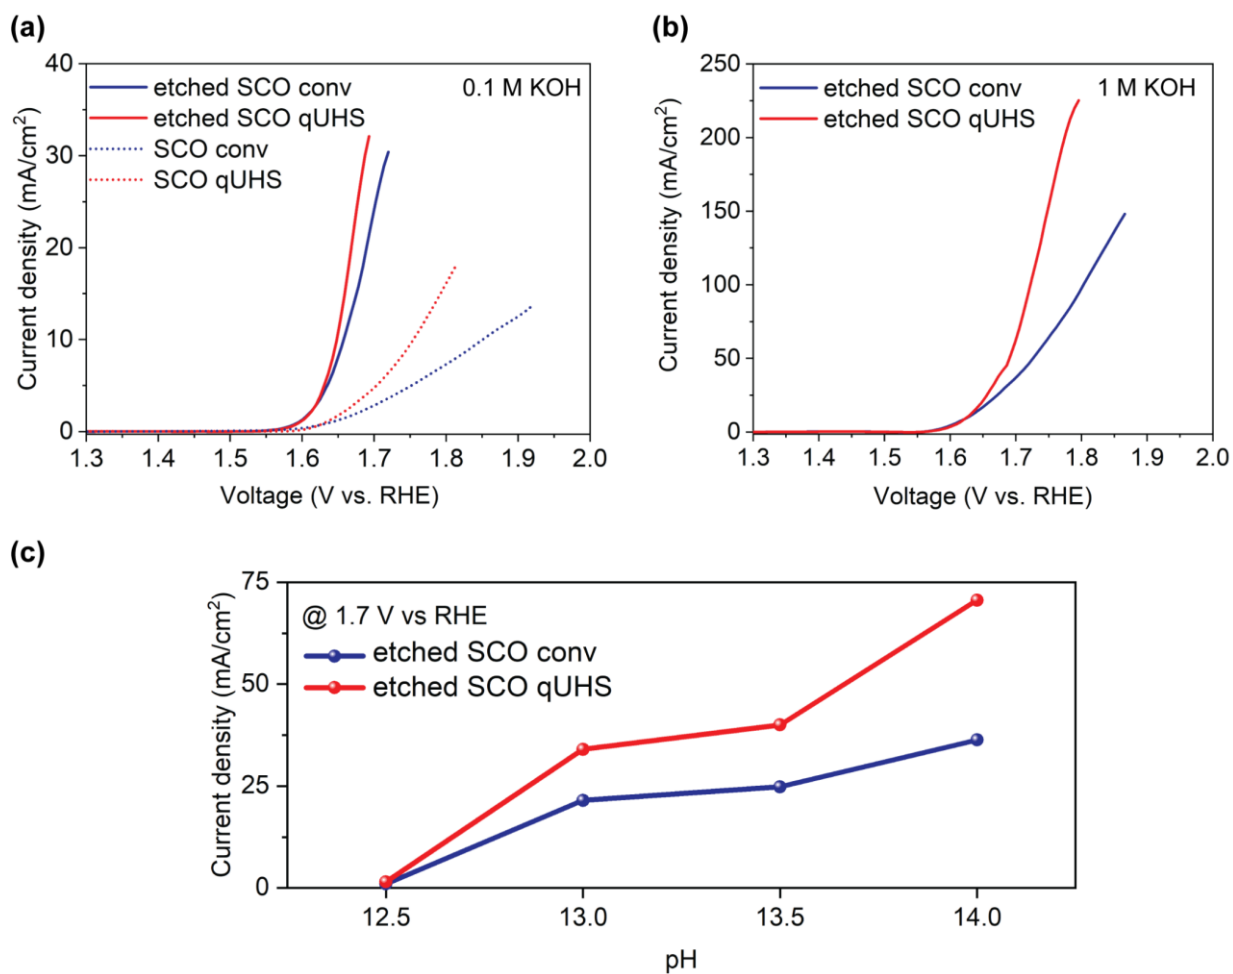 (a)
40
30
20
10
0
Current density (mA/cm²)
etched SCO conv
etched SCO qUHS
SCO conv
SCO qUHS
0.1 M KOH
1.3 1.4 1.5 1.6 1.7 1.8 1.9 2.0
Voltage (V vs. RHE)
(b)
250
200
150
100
50
0
Current density (mA/cm²)
etched SCO conv
etched SCO qUHS
1 M KOH
1.3 1.4 1.5 1.6 1.7 1.8 1.9 2.0
Voltage (V vs. RHE)
(c)
75
50
25
0
Current density (mA/cm²)
@ 1.7 V vs RHE
etched SCO conv
etched SCO qUHS
12.5 13.0 13.5 14.0
pH